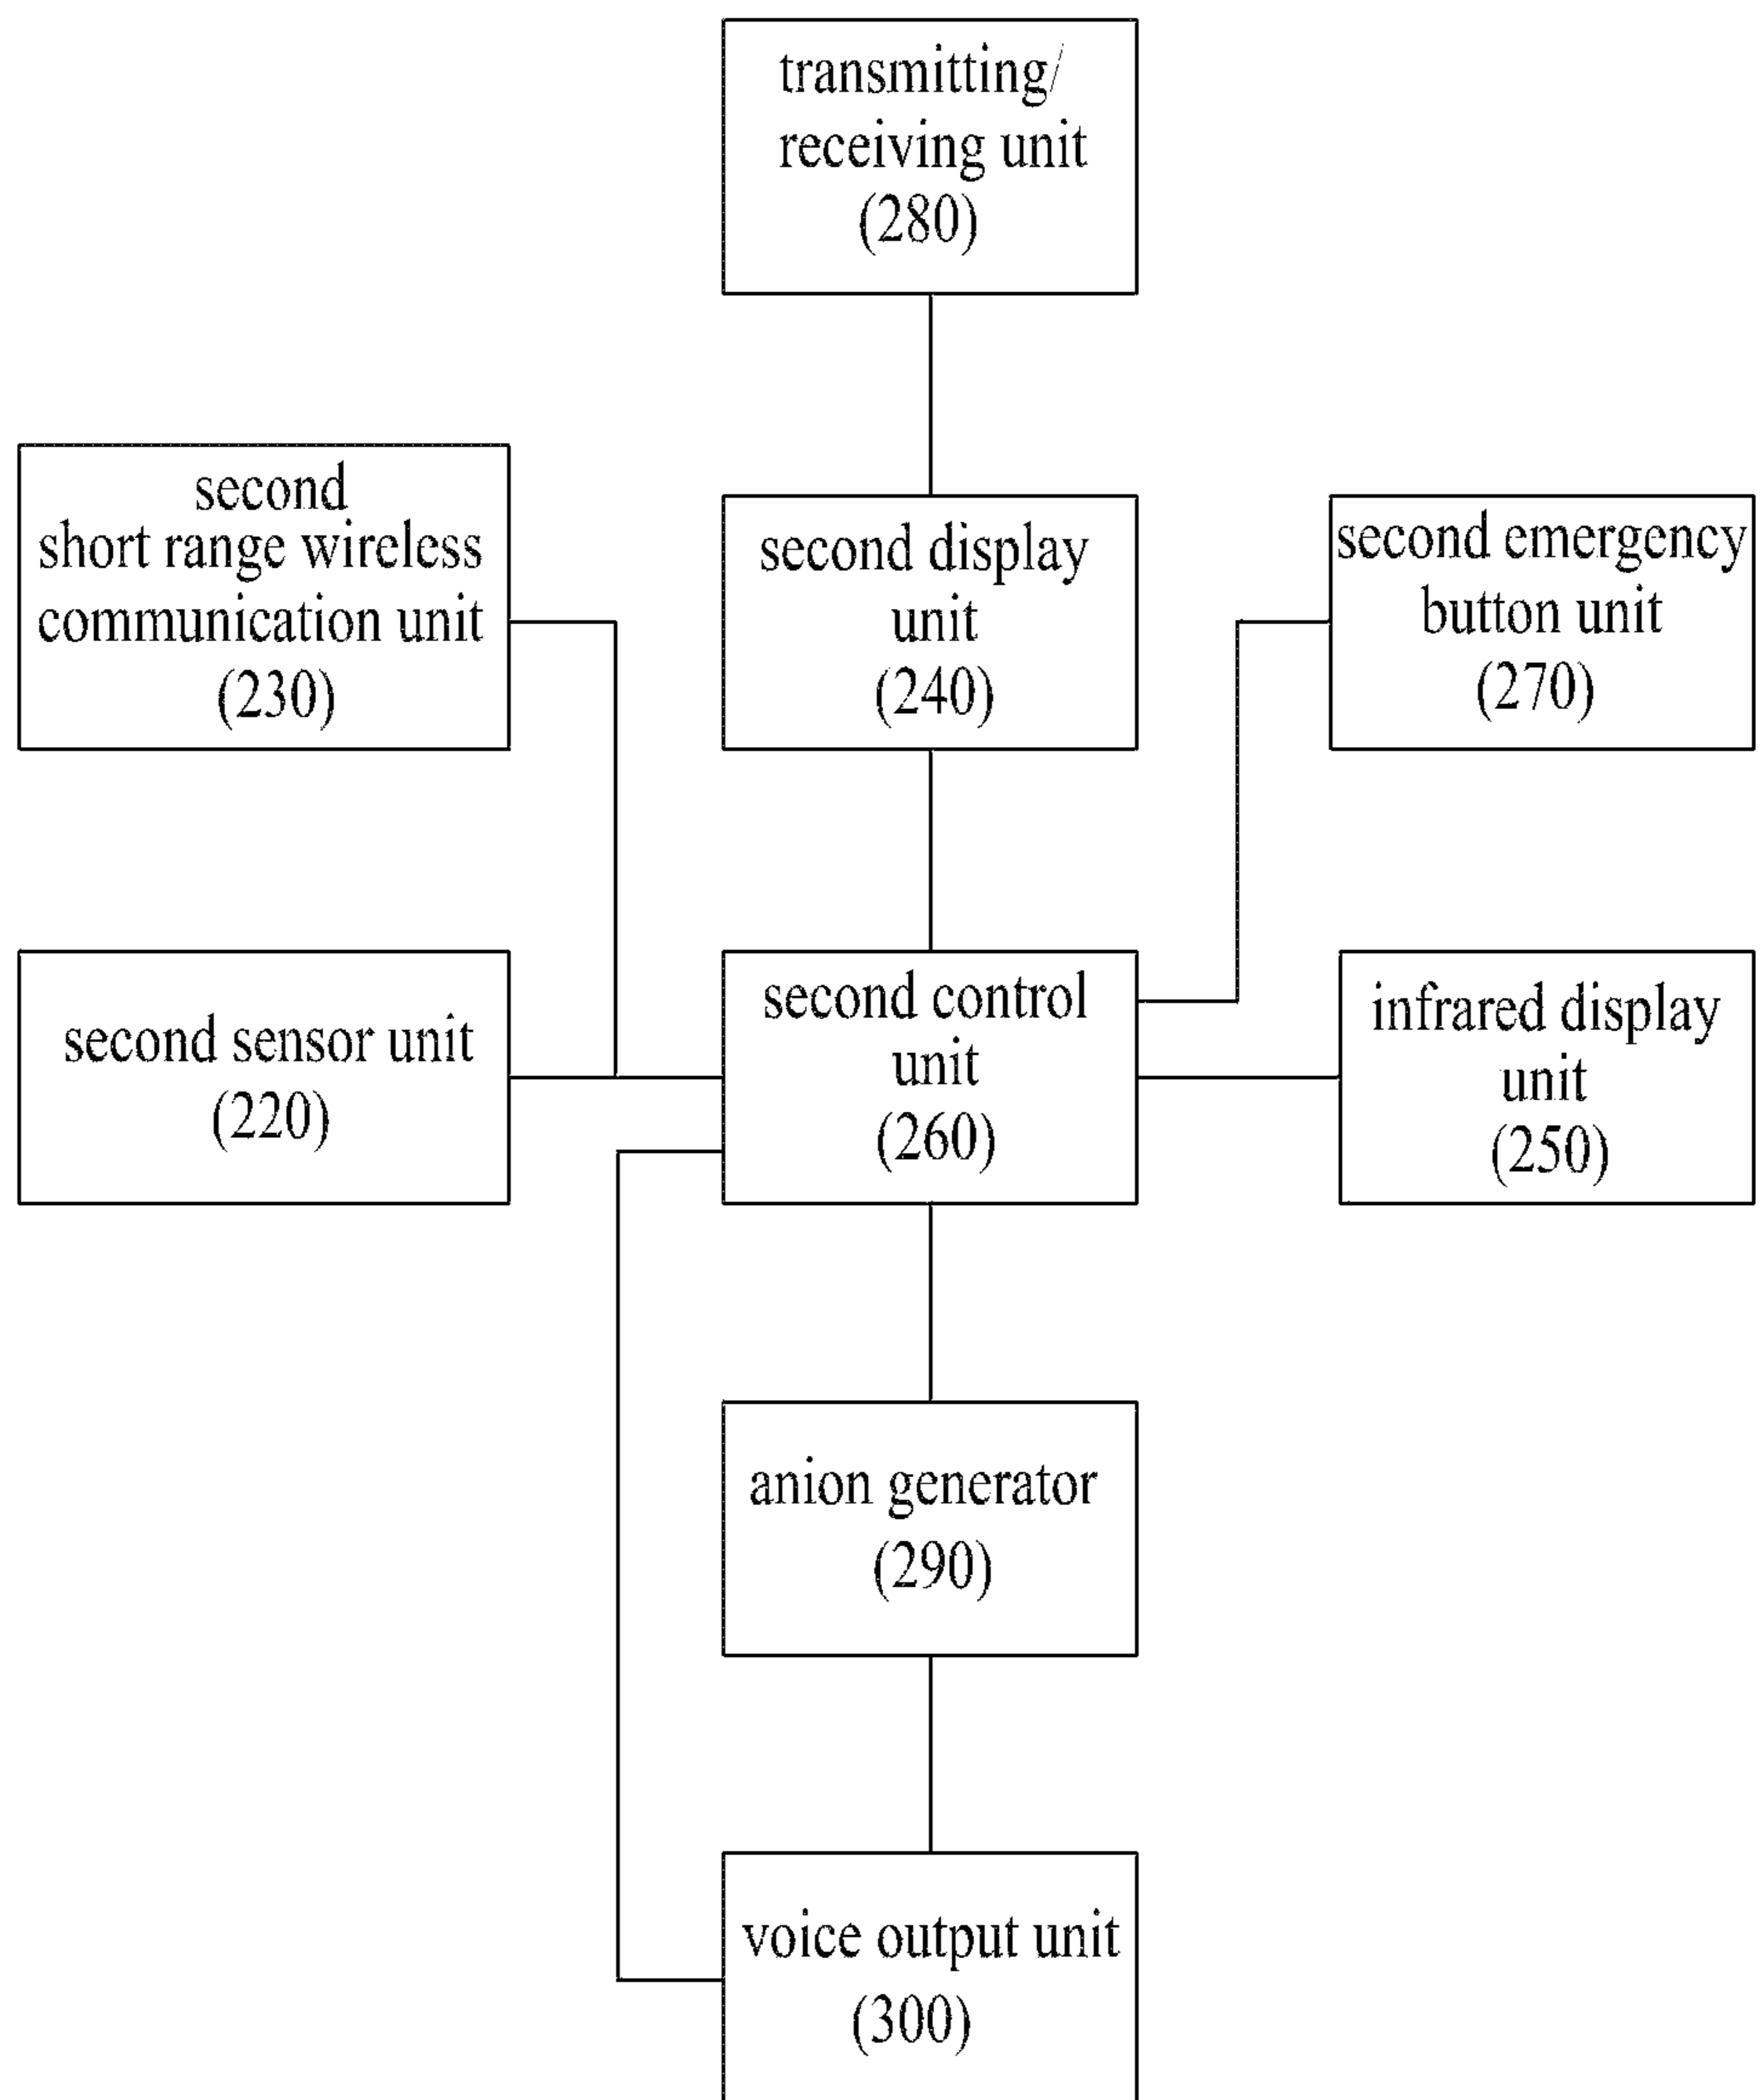 transmitting/
receiving unit
(280)
second
short range wireless
communication unit
(230)
second display
unit
(240)
second emergency
button unit
(270)
second sensor unit
(220)
second control
unit
(260)
infrared display
unit
(250)
anion generator
(290)
voice output unit
(300)